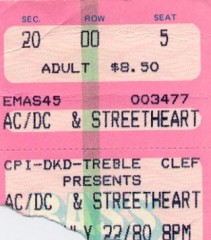 SEC. ROW SEAT
20 00 5
ADULT $8.50
EMAS45 003477
AC/DC & STREETHEART
CPI-DKD-TREBLE CLEF
PRESENTS
AC/DC & STREETHEART
22/80 8PM